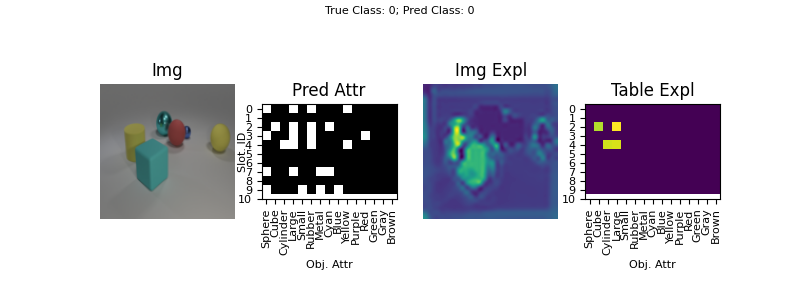 True Class: 0; Pred Class: 0
Img
Pred Attr
Img Expl
Table Expl
Slot. ID
0
1
2
3
4
5
6
7
8
9
10
0
1
2
3
4
5
6
7
8
9
10
Sphere
Cube
Cylinder
Large
Small
Rubber
Metal
Cyan
Blue
Yellow
Purple
Red
Green
Gray
Brown
Obj. Attr
Sphere
Cube
Cylinder
Large
Small
Rubber
Metal
Cyan
Blue
Yellow
Purple
Red
Green
Gray
Brown
Obj. Attr